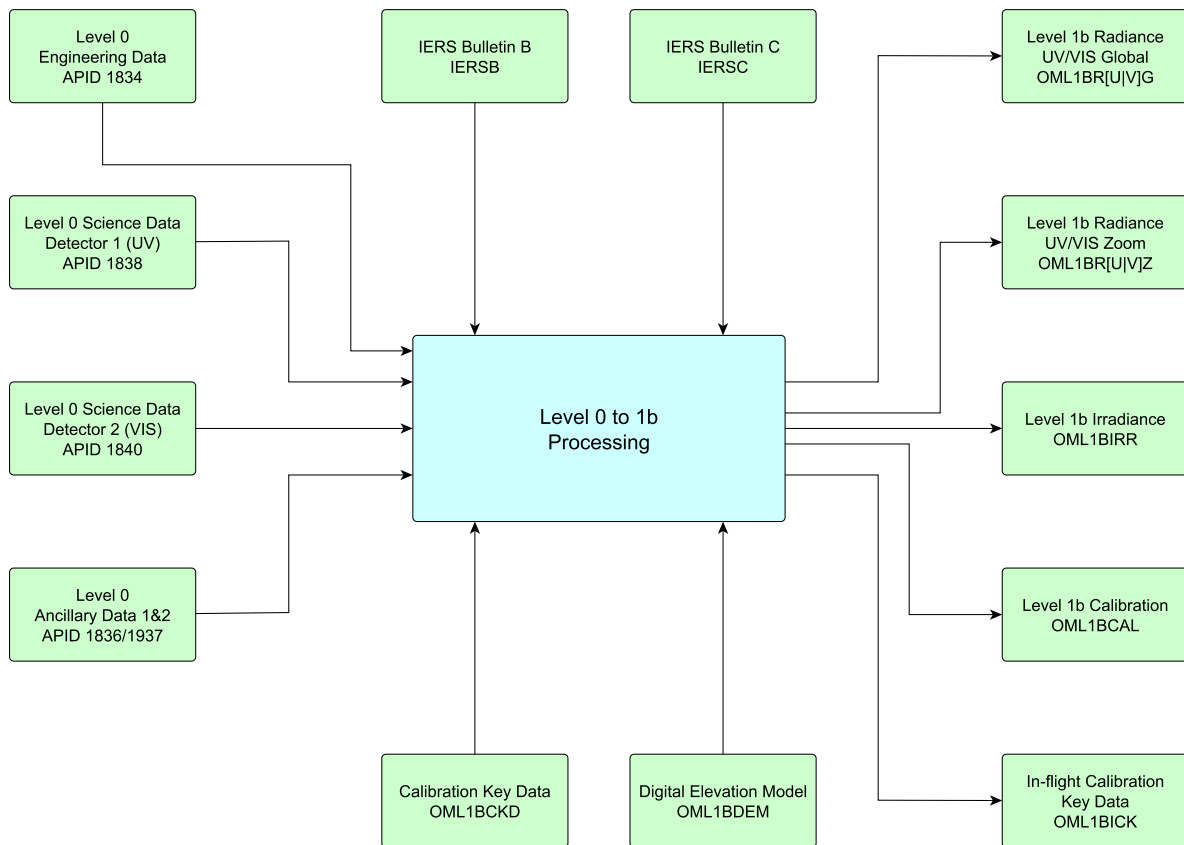 Level 0
Engineering Data
APID 1834
IERS Bulletin B
IERSB
IERS Bulletin C
IERSC
Level 1b Radiance
UV/VIS Global
OML1BR[U|V]G
Level 0 Science Data
Detector 1 (UV)
APID 1838
Level 1b Radiance
UV/VIS Zoom
OML1BR[U|V]Z
Level 0 Science Data
Detector 2 (VIS)
APID 1840
Level 0 to 1b
Processing
Level 1b Irradiance
OML1BIRR
Level 0
Ancillary Data 1&2
APID 1836/1937
Level 1b Calibration
OML1BCAL
Calibration Key Data
OML1BCKD
Digital Elevation Model
OML1BDEM
In-flight Calibration
Key Data
OML1BICK